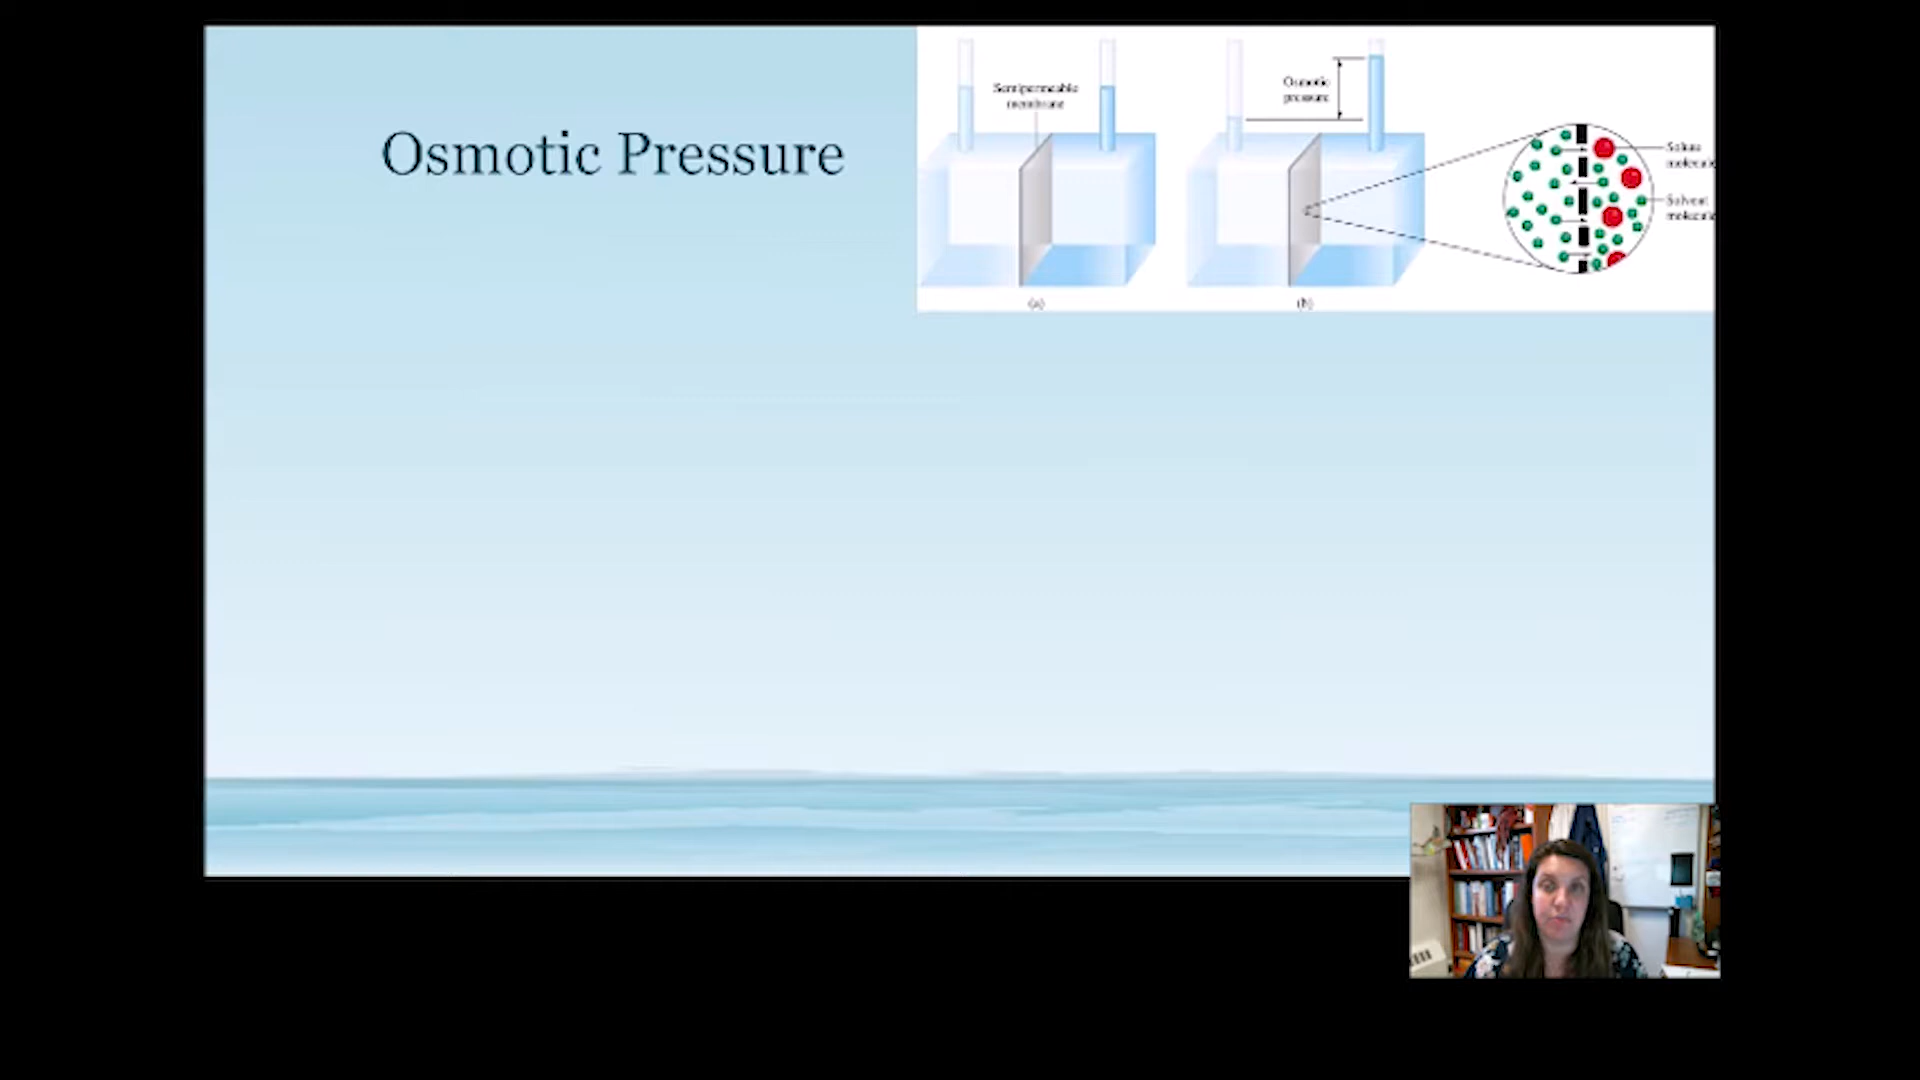 Osmotic Pressure
Semipermeable
membrane
Osmotic
pressure
Solute
Solvent
(a)
(b)